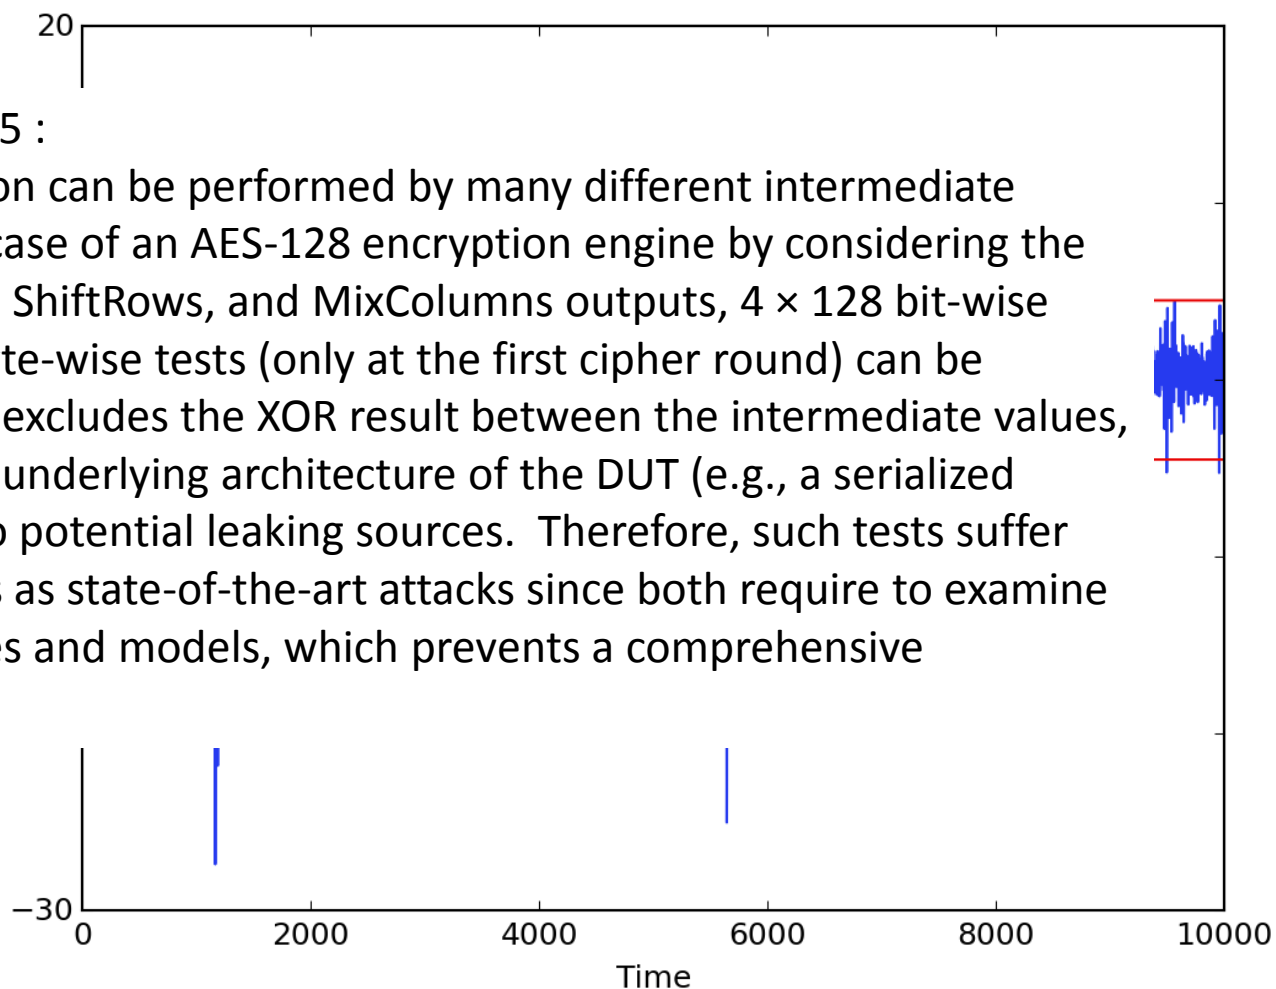 20
5 :
on can be performed by many different intermediate
case of an AES-128 encryption engine by considering the
ShiftRows, and MixColumns outputs, 4 × 128 bit-wise
te-wise tests (only at the first cipher round) can be
excludes the XOR result between the intermediate values,
underlying architecture of the DUT (e.g., a serialized
o potential leaking sources.  Therefore, such tests suffer
s as state-of-the-art attacks since both require to examine
es and models, which prevents a comprehensive
−30
0 2000 4000 6000 8000 10000
Time